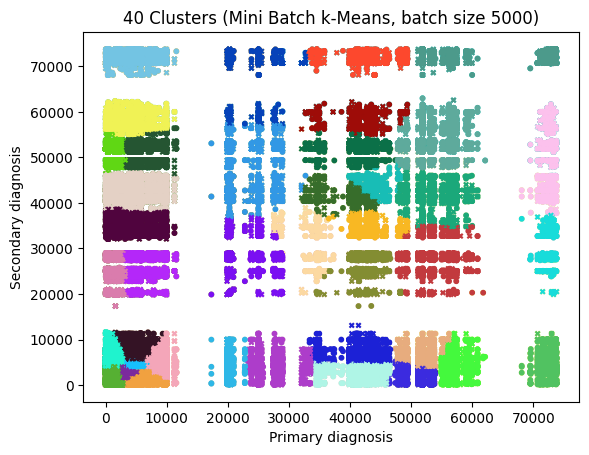 40 Clusters (Mini Batch k-Means, batch size 5000)
Secondary diagnosis
70000
60000
50000
40000
30000
20000
10000
0
0 10000 20000 30000 40000 50000 60000 70000
Primary diagnosis